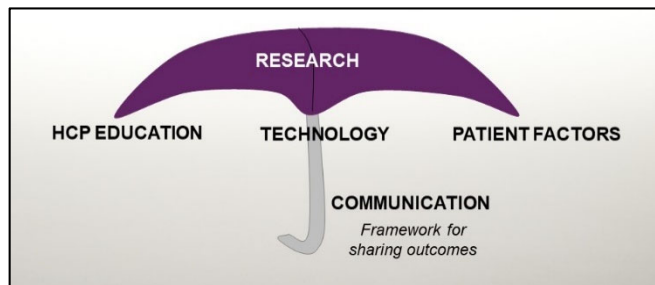 RESEARCH
HCP EDUCATION
TECHNOLOGY
PATIENT FACTORS
COMMUNICATION
Framework for
sharing outcomes